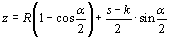 z = R(1 − cos α/2) + (s − k)/2 · sin α/2